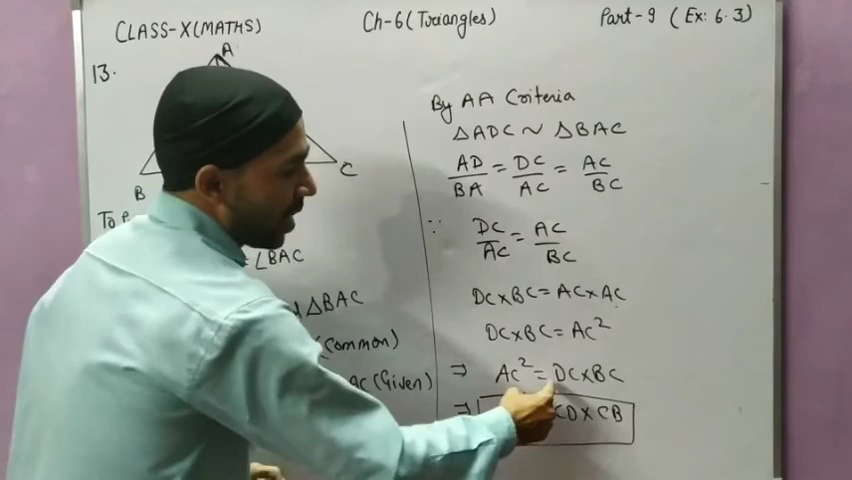 CLASS-X(MATHS) Ch-6(Triangles) Part-9 (Ex: 6.3)
13.
A
B
C
∠BAC
ΔBAC
(Common)
AC (Given)
By AA Criteria
ΔADC ~ ΔBAC
AD/BA = DC/AC = AC/BC
∵ DC/AC = AC/BC
DC×BC=AC×AC
DC×BC=AC²
⇒ AC²=DC×BC
⇒ CD×CB